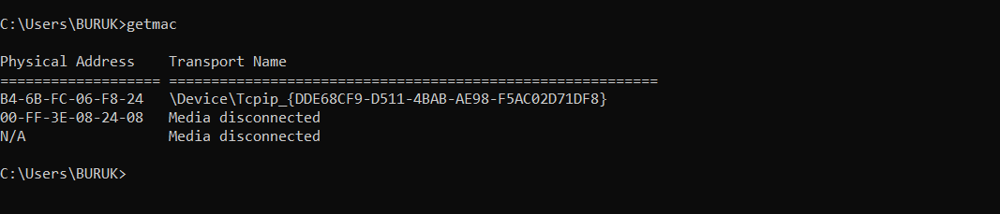 C:\Users\BURUK>getmac
Physical Address    Transport Name
=================== ==========================================================
B4-6B-FC-06-F8-24   \Device\Tcpip_{DDE68CF9-D511-4BAB-AE98-F5AC02D71DF8}
00-FF-3E-08-24-08   Media disconnected
N/A                 Media disconnected
C:\Users\BURUK>